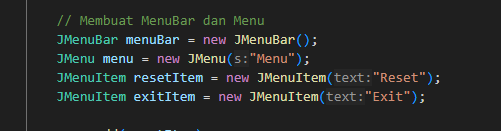 // Membuat MenuBar dan Menu
JMenuBar menuBar = new JMenuBar();
JMenu menu = new JMenu(s:"Menu");
JMenuItem resetItem = new JMenuItem(text:"Reset");
JMenuItem exitItem = new JMenuItem(text:"Exit");